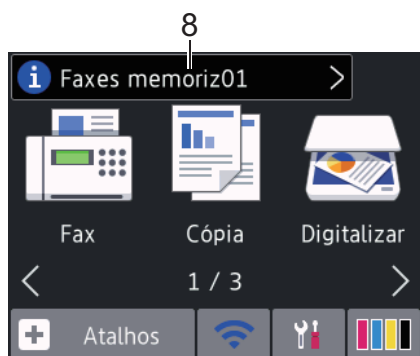 8
Faxes memoriz01
Fax Cópia Digitalizar
1 / 3
Atalhos